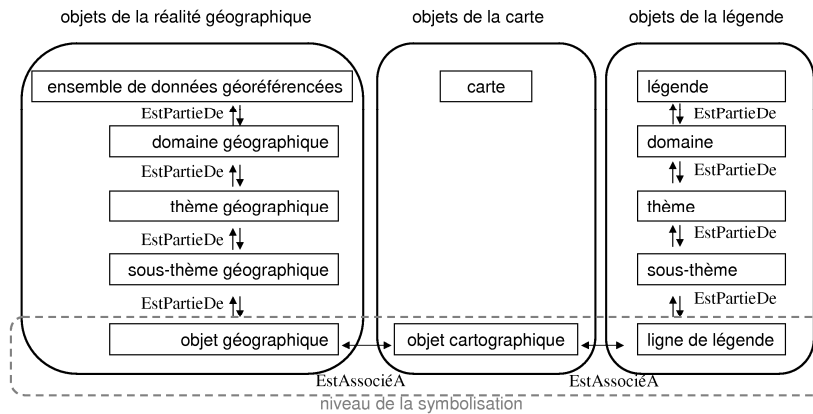 objets de la réalité géographique objets de la carte objets de la légende
ensemble de données géoréférencées carte légende
EstPartieDe EstPartieDe
domaine géographique domaine
EstPartieDe EstPartieDe
thème géographique thème
EstPartieDe EstPartieDe
sous-thème géographique sous-thème
EstPartieDe EstPartieDe
objet géographique objet cartographique ligne de légende
EstAssociéA EstAssociéA
niveau de la symbolisation